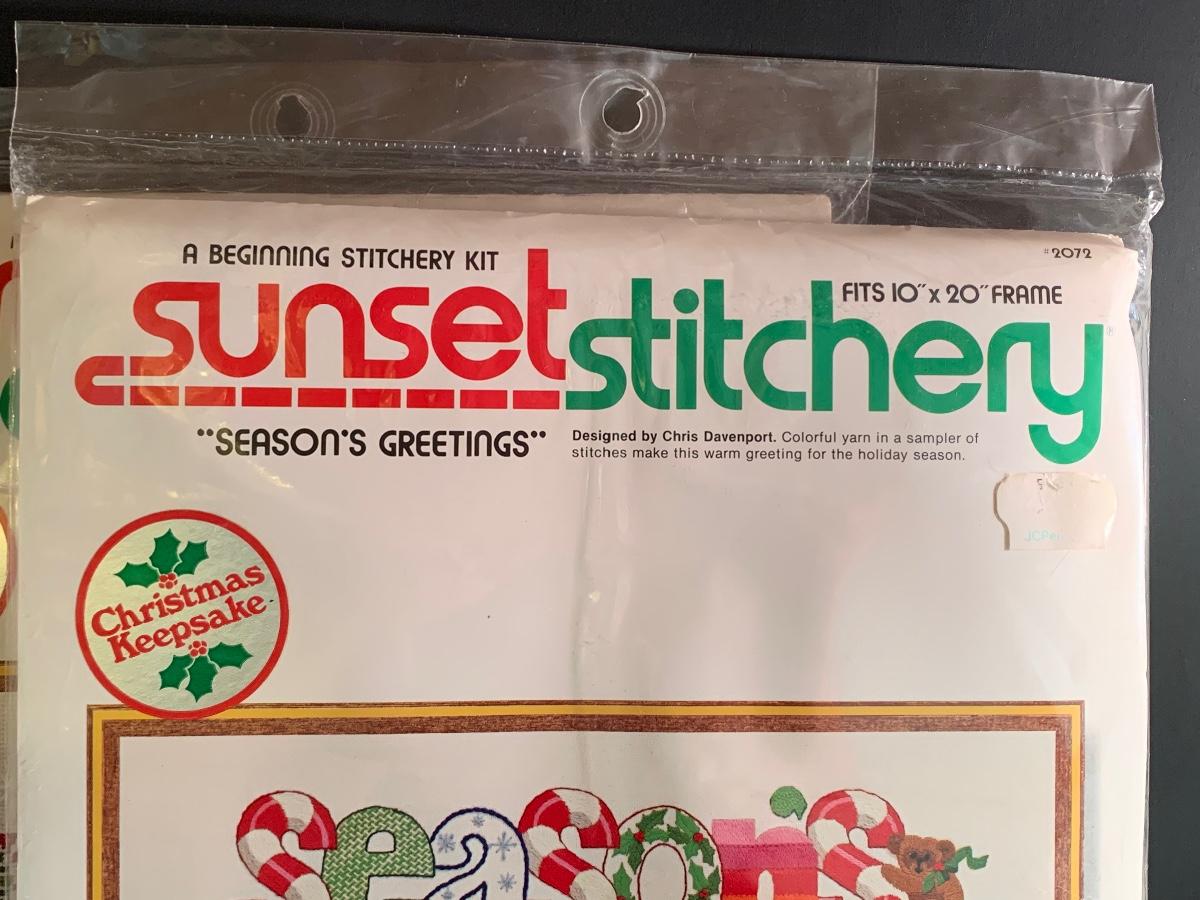 A BEGINNING STITCHERY KIT
#2072
FITS 10" x 20" FRAME
sunset stitchery®
"SEASON'S GREETINGS"
Designed by Chris Davenport. Colorful yarn in a sampler of
stitches make this warm greeting for the holiday season.
Christmas
Keepsake
season's